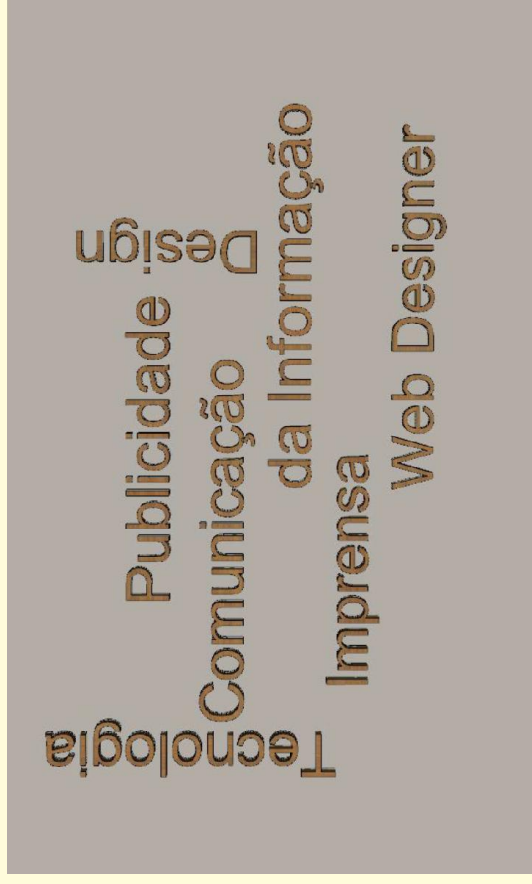 Tecnologia
Publicidade
Design
Comunicação
da Informação
Imprensa
Web Designer